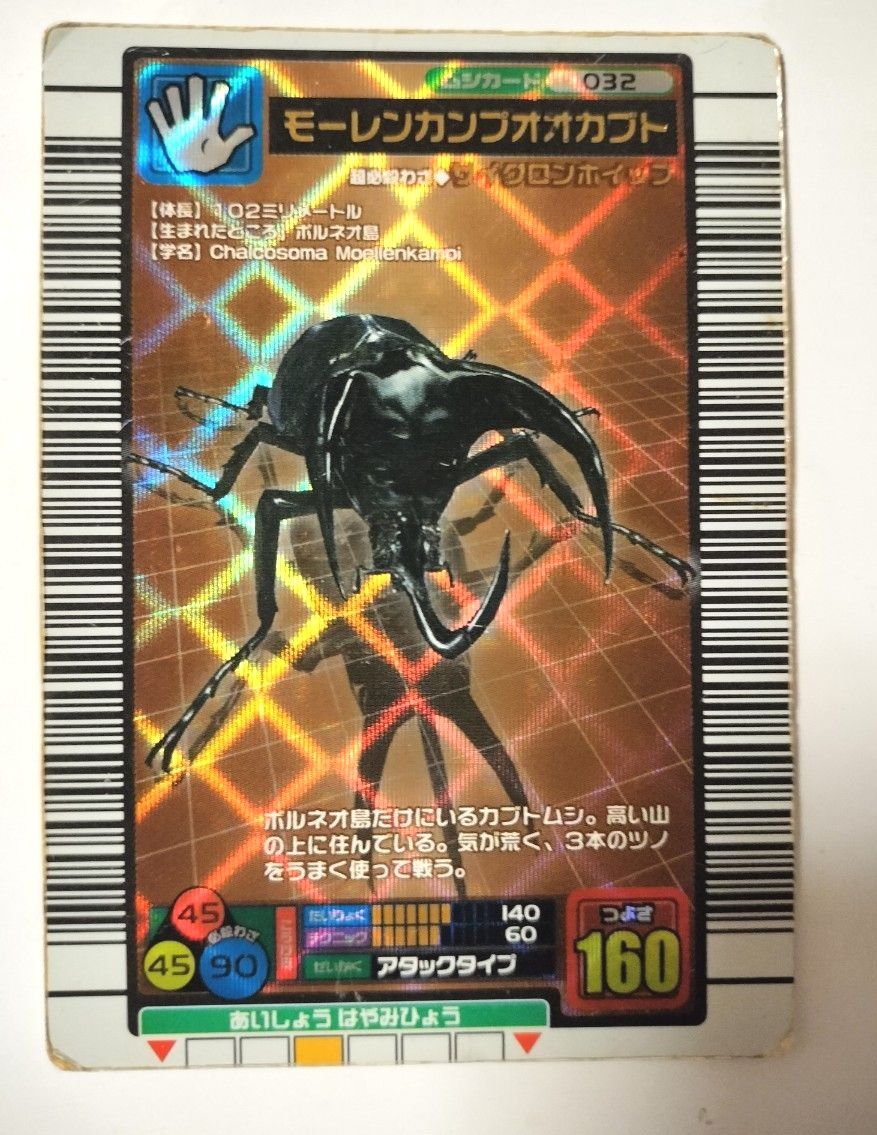 ムシカード 032
モーレンカンプオオカブト
超必殺わざ◆サイクロンホイップ
【体長】102ミリメートル
【生まれたところ】ボルネオ島
【学名】Chalcosoma Moellenkampi
ボルネオ島だけにいるカブトムシ。高い山
の上に住んでいる。気が荒く、3本のツノ
をうまく使って戦う。
45
必殺わざ
45 90
たいりょく 140
テクニック 60
せいかく アタックタイプ
つよさ
160
あいしょう はやみひょう